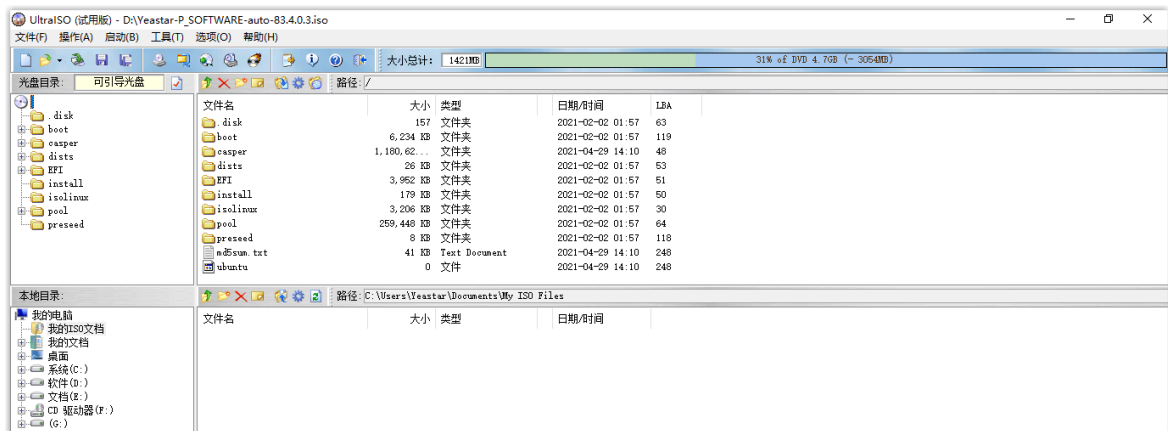 UltraISO (试用版) - D:\Yeastar-P_SOFTWARE-auto-83.4.0.3.iso
文件(F) 操作(A) 启动(B) 工具(T) 选项(O) 帮助(H)
大小总计: 1421MB 31% of DVD 4.7GB (- 3054MB)
光盘目录: 可引导光盘 路径: /
.disk
boot
casper
dists
EFI
install
isolinux
pool
preseed
文件名 大小 类型 日期/时间 LBA
.disk 157 文件夹 2021-02-02 01:57 63
boot 6,234 KB 文件夹 2021-02-02 01:57 119
casper 1,180,62... 文件夹 2021-04-29 14:10 48
dists 26 KB 文件夹 2021-02-02 01:57 53
EFI 3,952 KB 文件夹 2021-02-02 01:57 51
install 179 KB 文件夹 2021-02-02 01:57 50
isolinux 3,206 KB 文件夹 2021-02-02 01:57 30
pool 259,448 KB 文件夹 2021-02-02 01:57 64
preseed 8 KB 文件夹 2021-02-02 01:57 118
md5sum.txt 41 KB Text Document 2021-04-29 14:10 248
ubuntu 0 文件 2021-04-29 14:10 248
本地目录: 路径: C:\Users\Yeastar\Documents\My ISO Files
我的电脑
我的ISO文档
我的文档
桌面
系统(C:)
软件(D:)
文档(E:)
CD 驱动器(F:)
(G:)
文件名 大小 类型 日期/时间